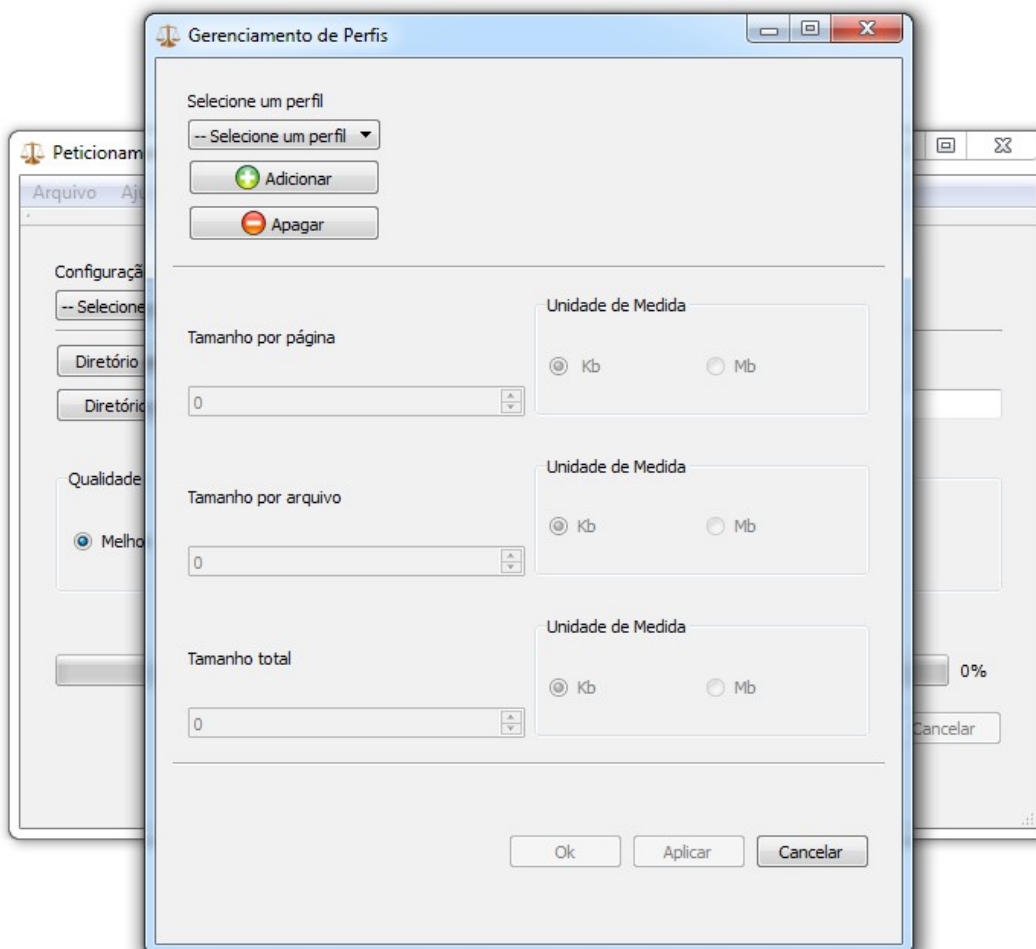 Gerenciamento de Perfis
Selecione um perfil
-- Selecione um perfil
Adicionar
Apagar
Tamanho por página
0
Unidade de Medida
Kb Mb
Tamanho por arquivo
0
Unidade de Medida
Kb Mb
Tamanho total
0
Unidade de Medida
Kb Mb
Ok Aplicar Cancelar
Peticionam
Arquivo Aju
Configuraçã
-- Selecione
Diretório
Diretório
Qualidade
Melho
0%
Cancelar